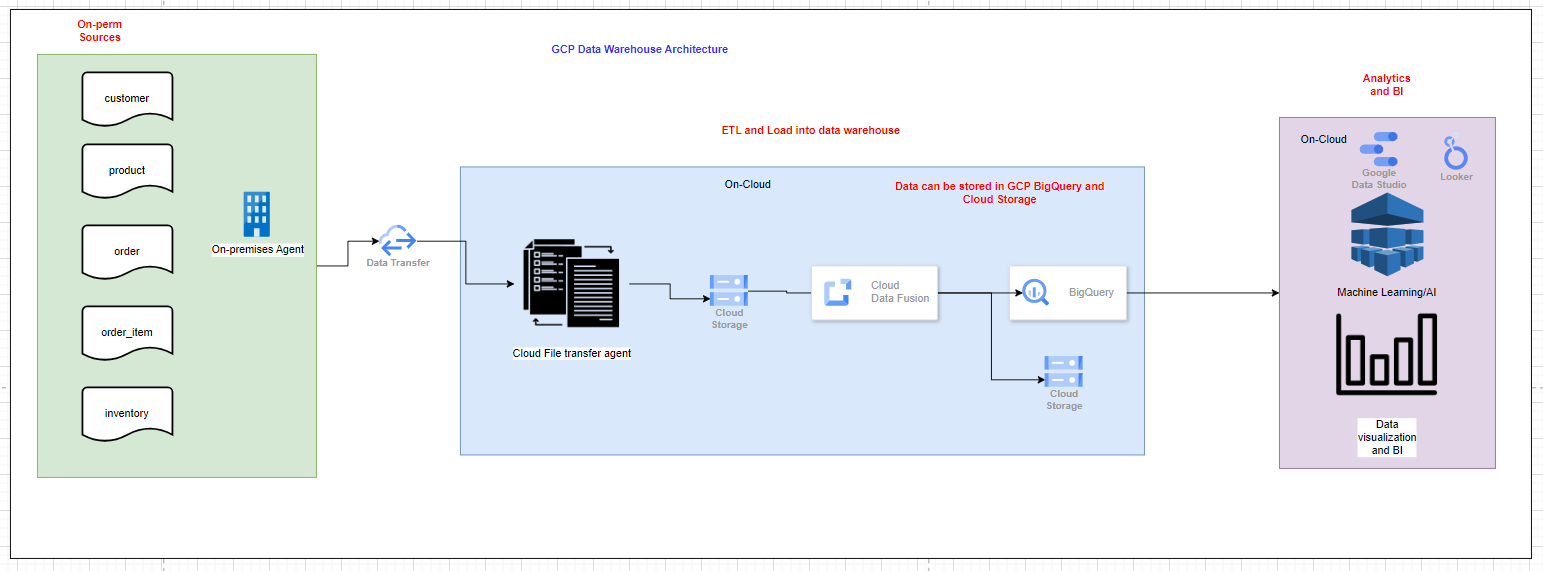 On-perm
Sources
GCP Data Warehouse Architecture
customer
product
order
order_item
inventory
On-premises Agent
Data Transfer
ETL and Load into data warehouse
On-Cloud
Data can be stored in GCP BigQuery and
Cloud Storage
Cloud File transfer agent
Cloud
Storage
Cloud
Data Fusion
BigQuery
Cloud
Storage
Analytics
and BI
On-Cloud
Google
Data Studio
Looker
Machine Learning/AI
Data
visualization
and BI